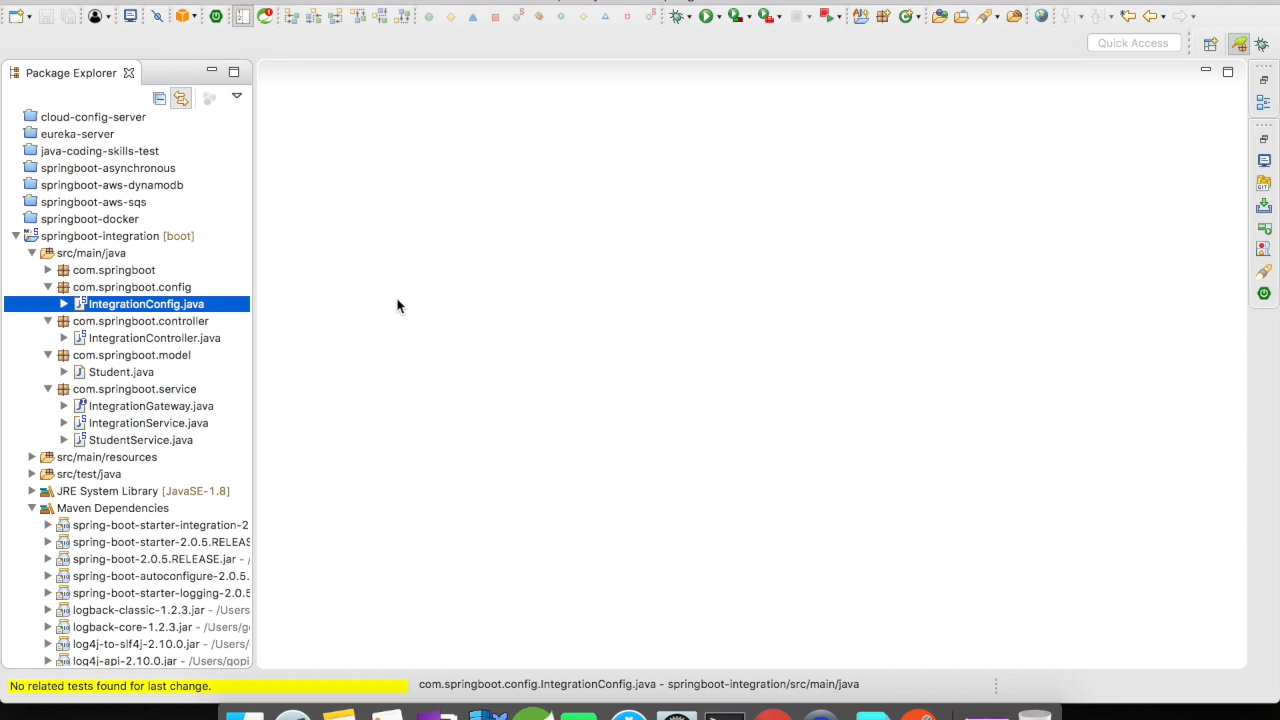 Quick Access
Package Explorer
cloud-config-server
eureka-server
java-coding-skills-test
springboot-asynchronous
springboot-aws-dynamodb
springboot-aws-sqs
springboot-docker
springboot-integration [boot]
src/main/java
com.springboot
com.springboot.config
IntegrationConfig.java
com.springboot.controller
IntegrationController.java
com.springboot.model
Student.java
com.springboot.service
IntegrationGateway.java
IntegrationService.java
StudentService.java
src/main/resources
src/test/java
JRE System Library [JavaSE-1.8]
Maven Dependencies
spring-boot-starter-integration-2
spring-boot-starter-2.0.5.RELEAS
spring-boot-2.0.5.RELEASE.jar -
spring-boot-autoconfigure-2.0.5.
spring-boot-starter-logging-2.0.5
logback-classic-1.2.3.jar - /Users
logback-core-1.2.3.jar - /Users/g
log4j-to-slf4j-2.10.0.jar - /Users/
log4j-api-2.10.0.jar - /Users/gopi
No related tests found for last change.
com.springboot.config.IntegrationConfig.java - springboot-integration/src/main/java